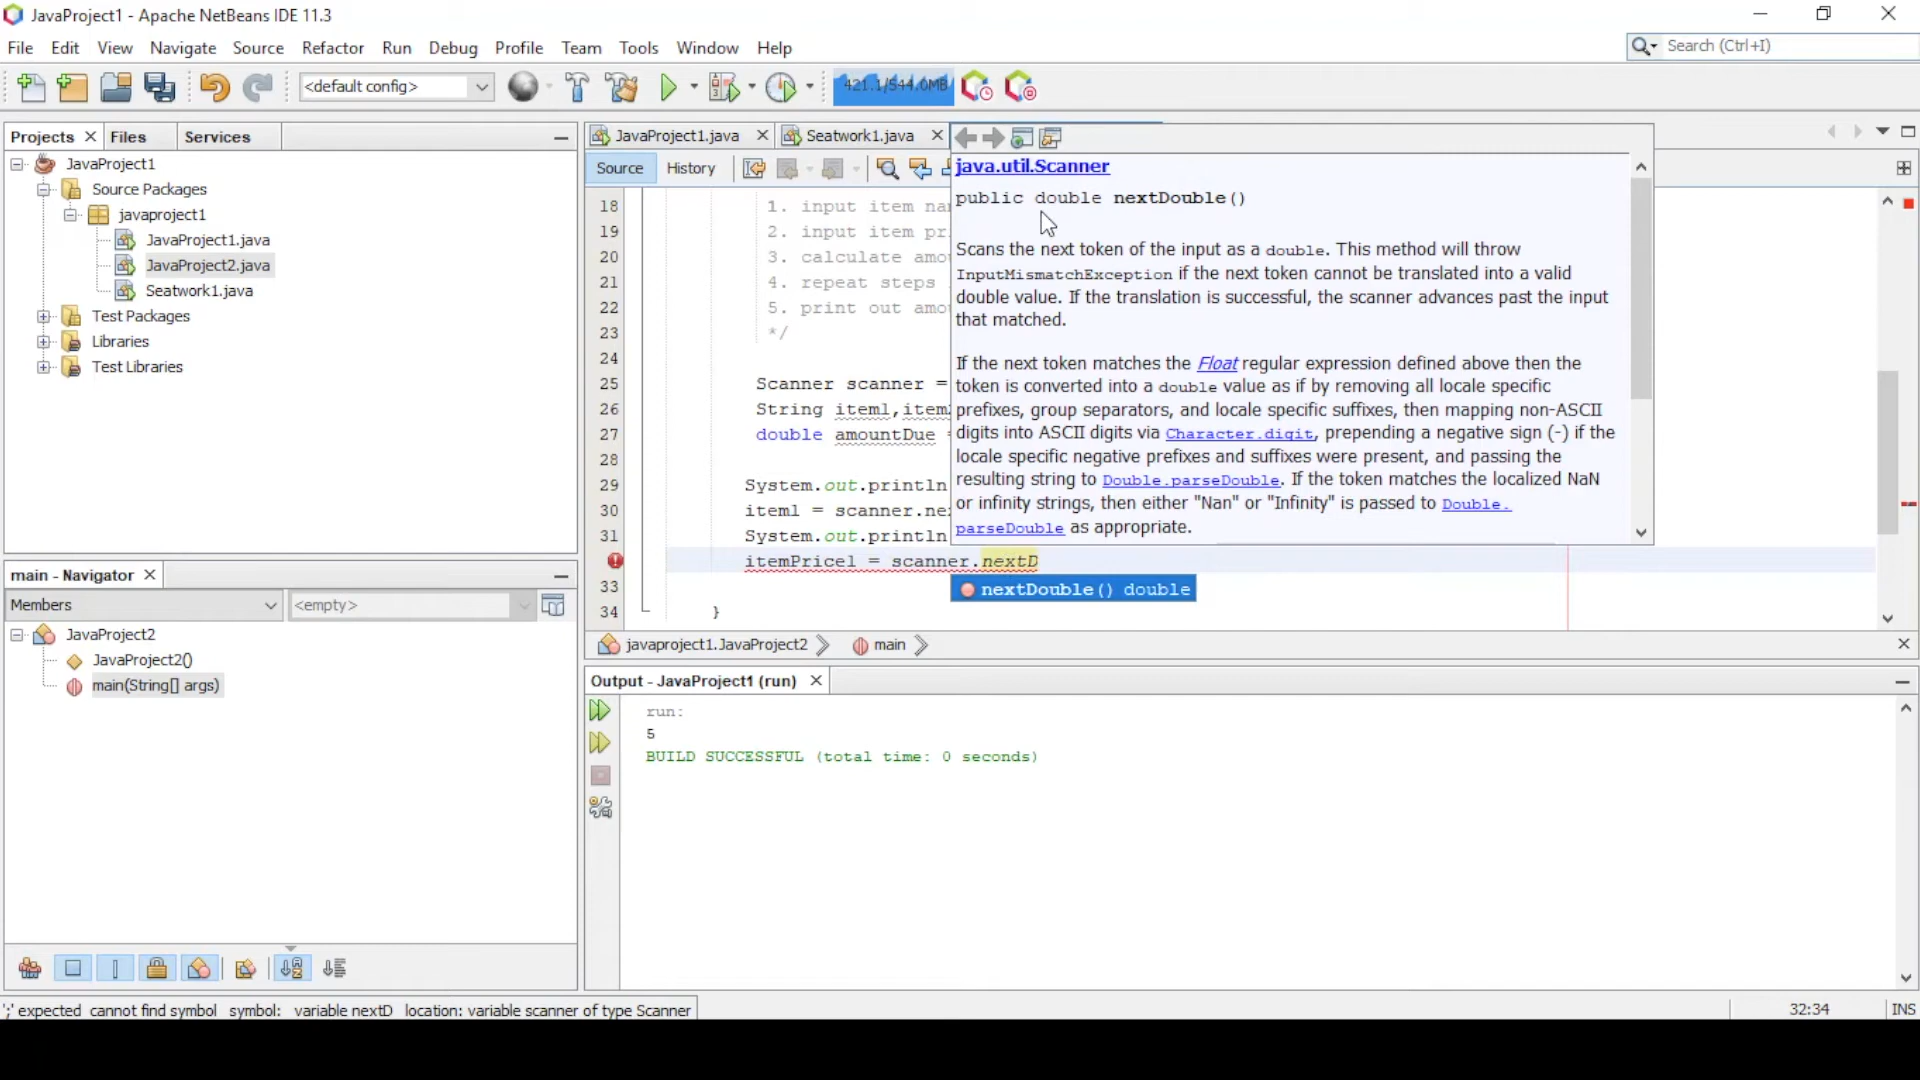 JavaProject1 - Apache NetBeans IDE 11.3
File Edit View Navigate Source Refactor Run Debug Profile Team Tools Window Help
Search (Ctrl+I)
<default config>
421.1/544.0MB
Projects Files Services
JavaProject1
Source Packages
javaproject1
JavaProject1.java
JavaProject2.java
Seatwork1.java
Test Packages
Libraries
Test Libraries
main - Navigator
Members
<empty>
JavaProject2
JavaProject2()
main(String[] args)
JavaProject1.java Seatwork1.java
Source History
18 1. input item na
19 2. input item pr
20 3. calculate amo
21 4. repeat steps
22 5. print out amo
23 */
24
25 Scanner scanner =
26 String item1,item
27 double amountDue =
28
29 System.out.println
30 item1 = scanner.ne
31 System.out.println
itemPrice1 = scanner.nextD
33
34 }
java.util.Scanner
public double nextDouble()
Scans the next token of the input as a double. This method will throw
InputMismatchException if the next token cannot be translated into a valid
double value. If the translation is successful, the scanner advances past the input
that matched.
If the next token matches the Float regular expression defined above then the
token is converted into a double value as if by removing all locale specific
prefixes, group separators, and locale specific suffixes, then mapping non-ASCII
digits into ASCII digits via Character.digit, prepending a negative sign (-) if the
locale specific negative prefixes and suffixes were present, and passing the
resulting string to Double.parseDouble. If the token matches the localized NaN
or infinity strings, then either "Nan" or "Infinity" is passed to Double.
parseDouble as appropriate.
nextDouble() double
javaproject1.JavaProject2 main
Output - JavaProject1 (run)
run:
5
BUILD SUCCESSFUL (total time: 0 seconds)
';' expected cannot find symbol symbol: variable nextD location: variable scanner of type Scanner
32:34 INS